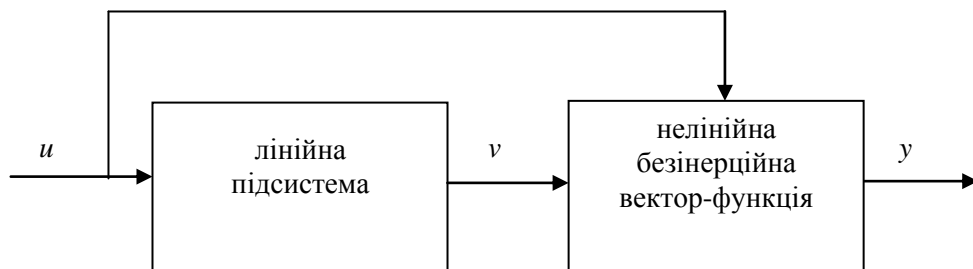 u
лінійна
підсистема
v
нелінійна
безінерційна
вектор-функція
y